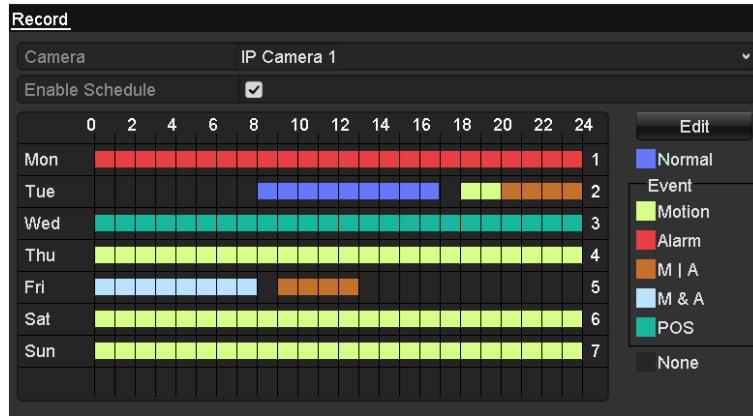 Record
Camera IP Camera 1
Enable Schedule
0 2 4 6 8 10 12 14 16 18 20 22 24
Edit
Mon 1
Normal
Tue 2
Event
Motion
Wed 3
Alarm
Thu 4
M | A
Fri 5
M & A
Sat 6
POS
Sun 7
None